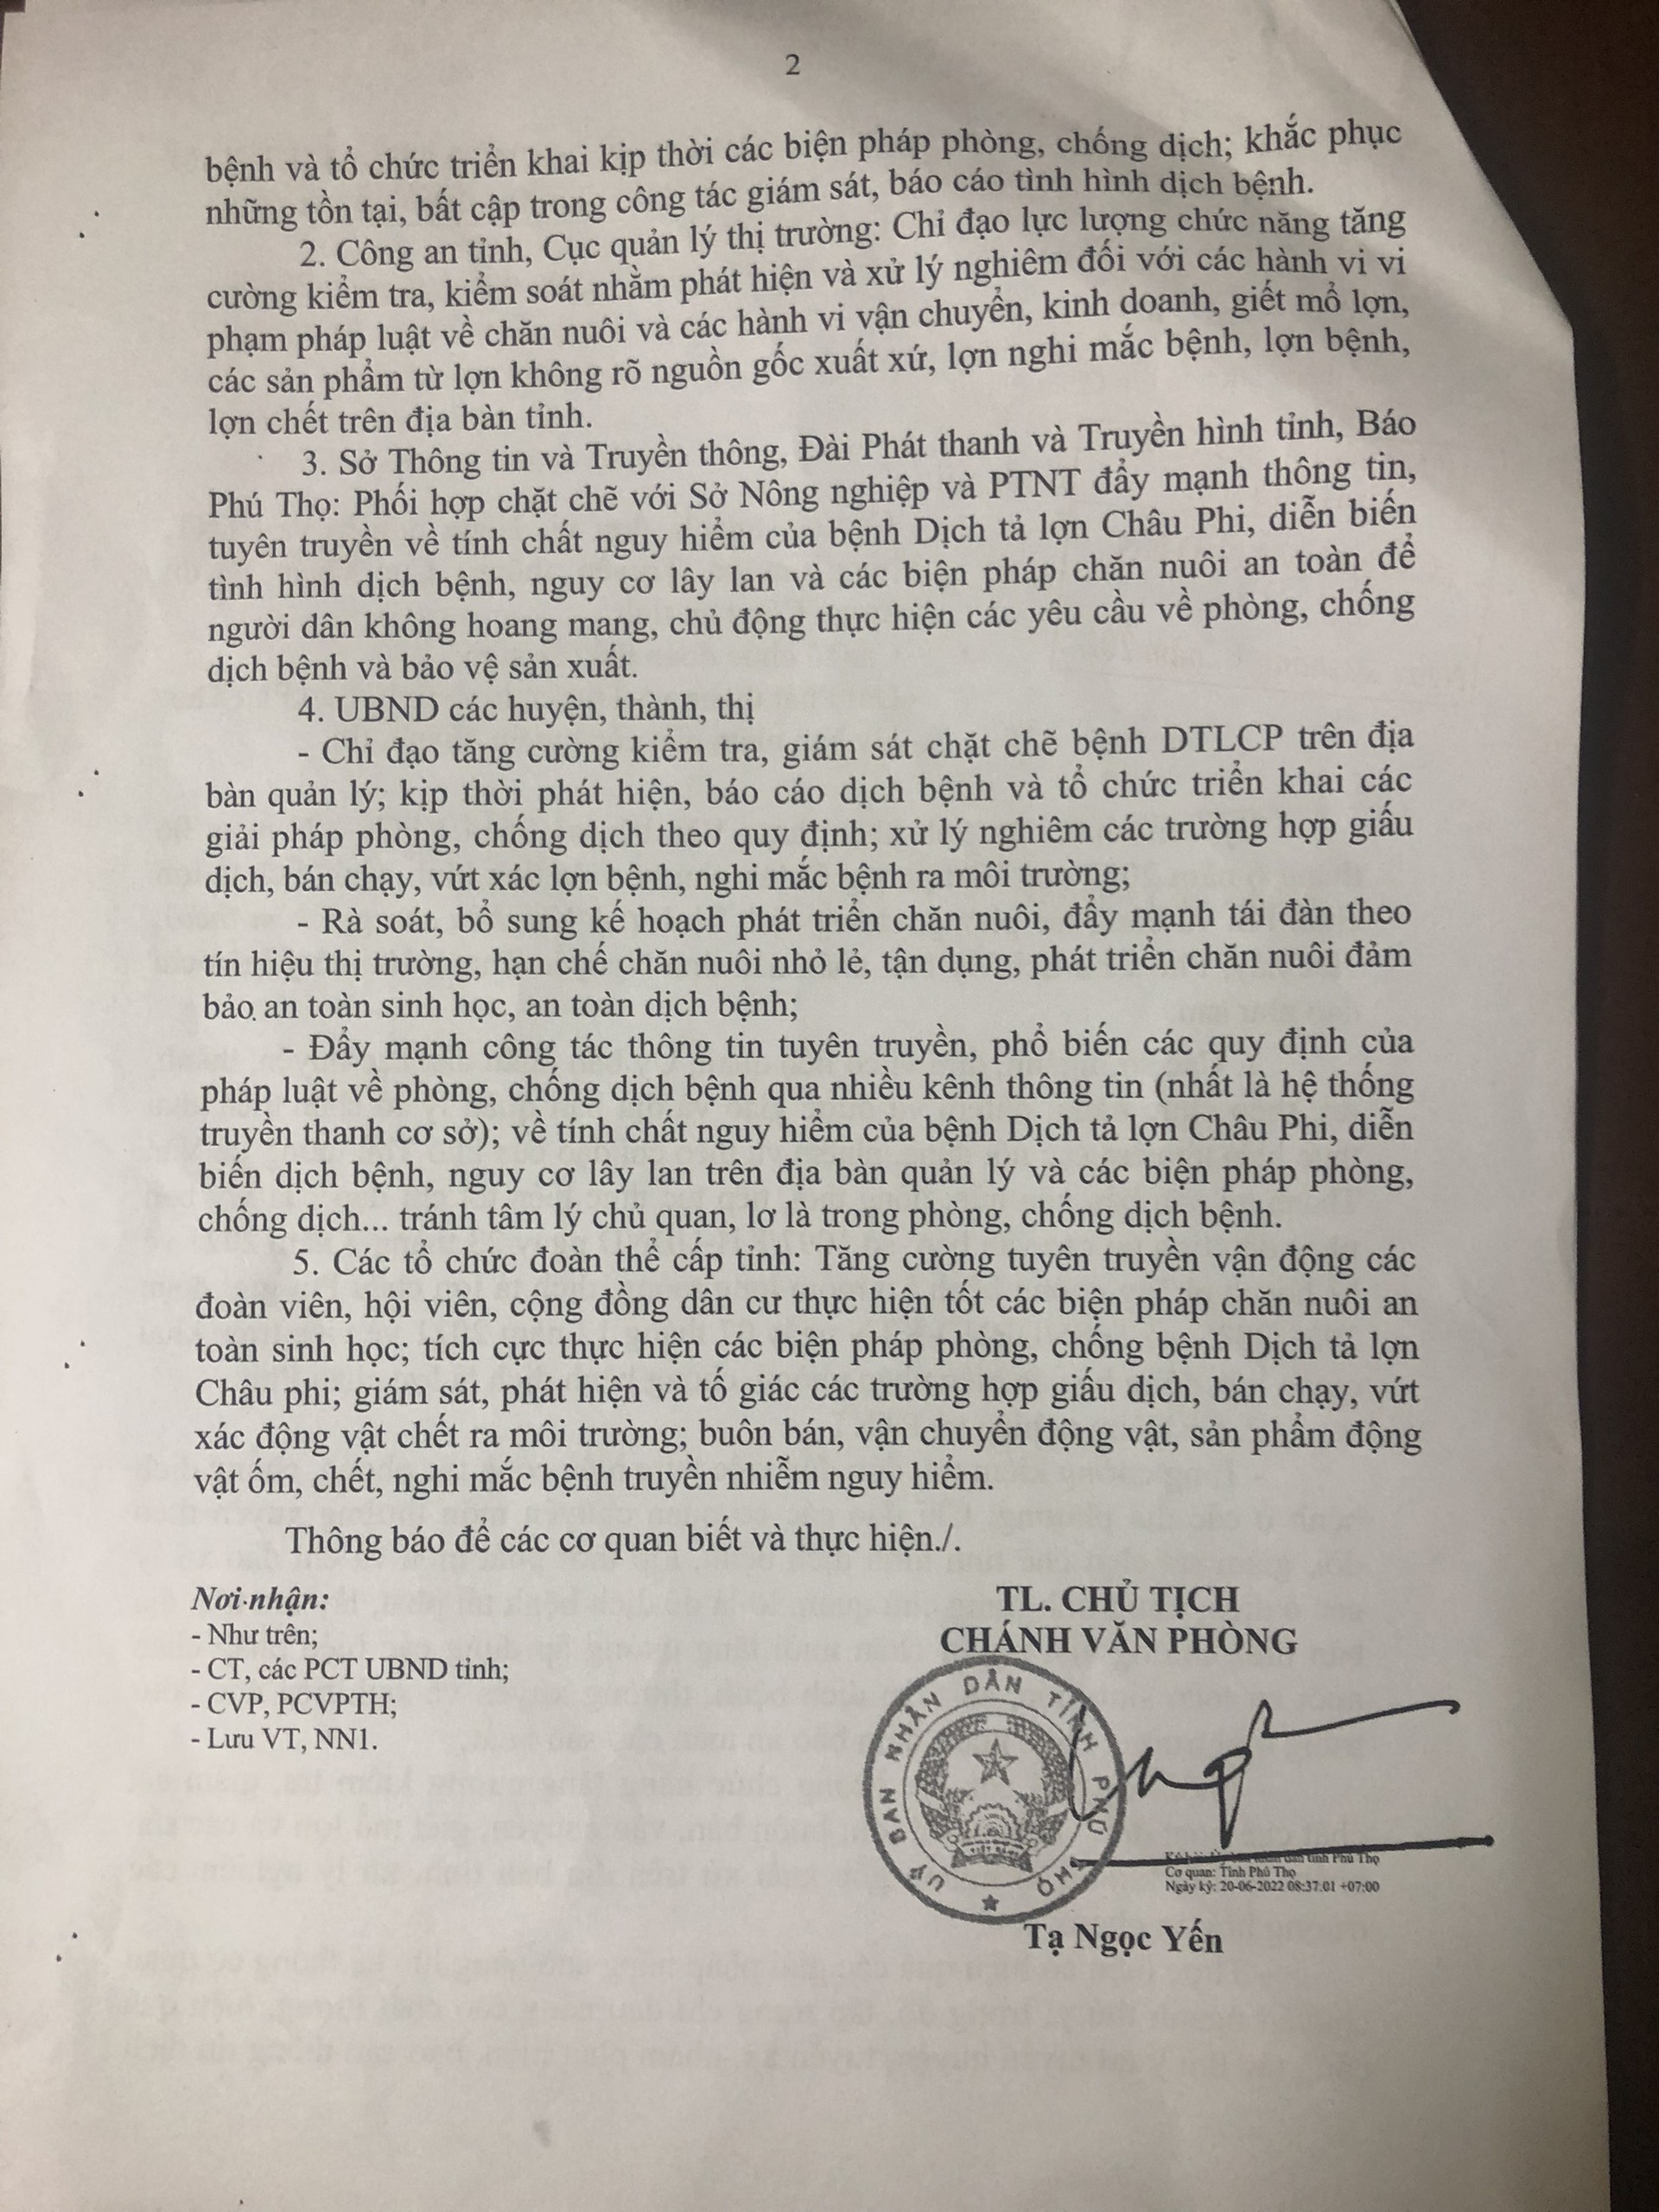 2
bệnh và tổ chức triển khai kịp thời các biện pháp phòng, chống dịch; khắc phục
những tồn tại, bất cập trong công tác giám sát, báo cáo tình hình dịch bệnh.
2. Công an tỉnh, Cục quản lý thị trường: Chỉ đạo lực lượng chức năng tăng
cường kiểm tra, kiểm soát nhằm phát hiện và xử lý nghiêm đối với các hành vi vi
phạm pháp luật về chăn nuôi và các hành vi vận chuyển, kinh doanh, giết mổ lợn,
các sản phẩm từ lợn không rõ nguồn gốc xuất xứ, lợn nghi mắc bệnh, lợn bệnh,
lợn chết trên địa bàn tỉnh.
3. Sở Thông tin và Truyền thông, Đài Phát thanh và Truyền hình tỉnh, Báo
Phú Thọ: Phối hợp chặt chẽ với Sở Nông nghiệp và PTNT đẩy mạnh thông tin,
tuyên truyền về tính chất nguy hiểm của bệnh Dịch tả lợn Châu Phi, diễn biến
tình hình dịch bệnh, nguy cơ lây lan và các biện pháp chăn nuôi an toàn để
người dân không hoang mang, chủ động thực hiện các yêu cầu về phòng, chống
dịch bệnh và bảo vệ sản xuất.
4. UBND các huyện, thành, thị
- Chỉ đạo tăng cường kiểm tra, giám sát chặt chẽ bệnh DTLCP trên địa
bàn quản lý; kịp thời phát hiện, báo cáo dịch bệnh và tổ chức triển khai các
giải pháp phòng, chống dịch theo quy định; xử lý nghiêm các trường hợp giấu
dịch, bán chạy, vứt xác lợn bệnh, nghi mắc bệnh ra môi trường;
- Rà soát, bổ sung kế hoạch phát triển chăn nuôi, đẩy mạnh tái đàn theo
tín hiệu thị trường, hạn chế chăn nuôi nhỏ lẻ, tận dụng, phát triển chăn nuôi đảm
bảo an toàn sinh học, an toàn dịch bệnh;
- Đẩy mạnh công tác thông tin tuyên truyền, phổ biến các quy định của
pháp luật về phòng, chống dịch bệnh qua nhiều kênh thông tin (nhất là hệ thống
truyền thanh cơ sở); về tính chất nguy hiểm của bệnh Dịch tả lợn Châu Phi, diễn
biến dịch bệnh, nguy cơ lây lan trên địa bàn quản lý và các biện pháp phòng,
chống dịch... tránh tâm lý chủ quan, lơ là trong phòng, chống dịch bệnh.
5. Các tổ chức đoàn thể cấp tỉnh: Tăng cường tuyên truyền vận động các
đoàn viên, hội viên, cộng đồng dân cư thực hiện tốt các biện pháp chăn nuôi an
toàn sinh học; tích cực thực hiện các biện pháp phòng, chống bệnh Dịch tả lợn
Châu phi; giám sát, phát hiện và tố giác các trường hợp giấu dịch, bán chạy, vứt
xác động vật chết ra môi trường; buôn bán, vận chuyển động vật, sản phẩm động
vật ốm, chết, nghi mắc bệnh truyền nhiễm nguy hiểm.
Thông báo để các cơ quan biết và thực hiện./.
Nơi nhận:
- Như trên;
- CT, các PCT UBND tỉnh;
- CVP, PCVPTH;
- Lưu VT, NN1.
TL. CHỦ TỊCH
CHÁNH VĂN PHÒNG
UỶ BAN NHÂN DÂN TỈNH PHÚ THỌ
tỉnh Phú Thọ
Cơ quan: Tỉnh Phú Thọ
Ngày ký: 20-06-2022 08:37:01 +07:00
Tạ Ngọc Yến